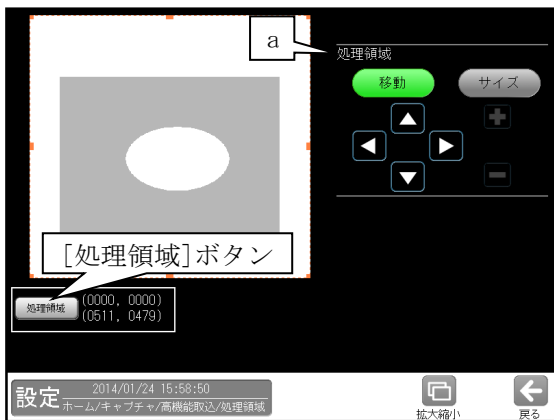 a
処理領域
移動
サイズ
[処理領域]ボタン
処理領域
(0000, 0000)
(0511, 0479)
設定
2014/01/24 15:58:50
ホーム/キャプチャ/高機能取込/処理領域
拡大縮小
戻る